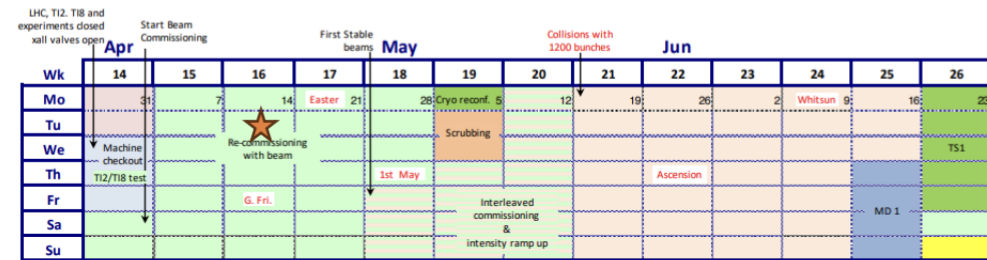 LHC, TI2. TI8 and
experiments closed
xall valves open
Start Beam
Commissioning
First Stable
beams
Collisions with
1200 bunches
Apr May Jun
Wk 14 15 16 17 18 19 20 21 22 23 24 25 26
Mo 31 7 14 Easter 21 28 Cryo reconf. 5 12 19 26 2 Whitsun 9 16 23
Tu
Scrubbing
We
Machine
checkout
Re-commissioning
with beam
TS1
Th TI2/TI8 test 1st May Ascension
Fr G. Fri.
Interleaved
commissioning
&
intensity ramp up
MD 1
Sa
Su